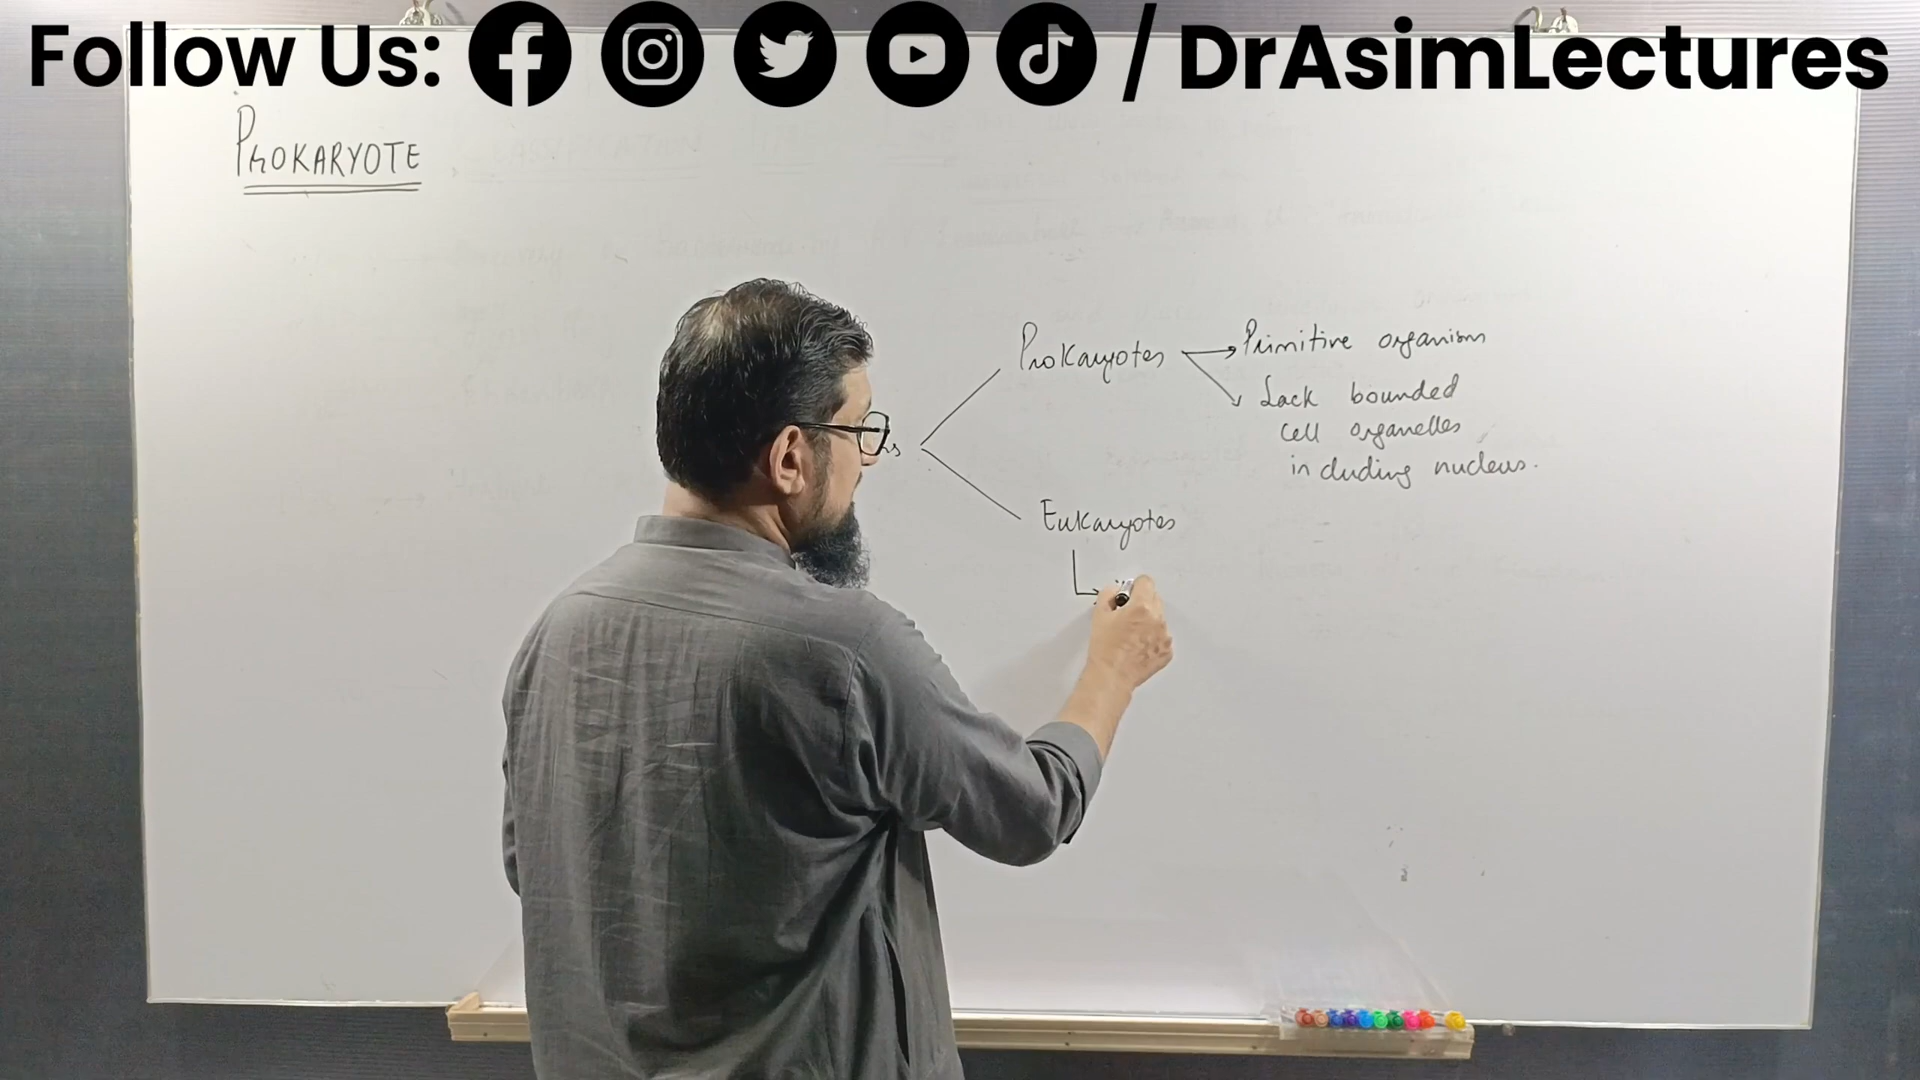 Follow Us: / DrAsimLectures
PROKARYOTE
Prokaryotes → Primitive organism
Lack bounded
cell organelles
including nucleus.
Eukaryotes